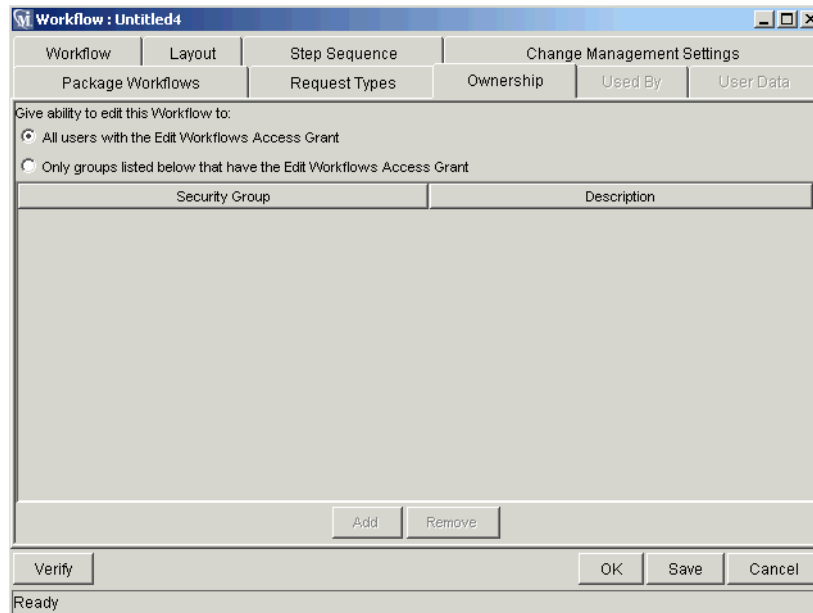 Workflow : Untitled4
Workflow Layout Step Sequence Change Management Settings
Package Workflows Request Types Ownership Used By User Data
Give ability to edit this Workflow to:
All users with the Edit Workflows Access Grant
Only groups listed below that have the Edit Workflows Access Grant
Security Group Description
Add Remove
Verify OK Save Cancel
Ready